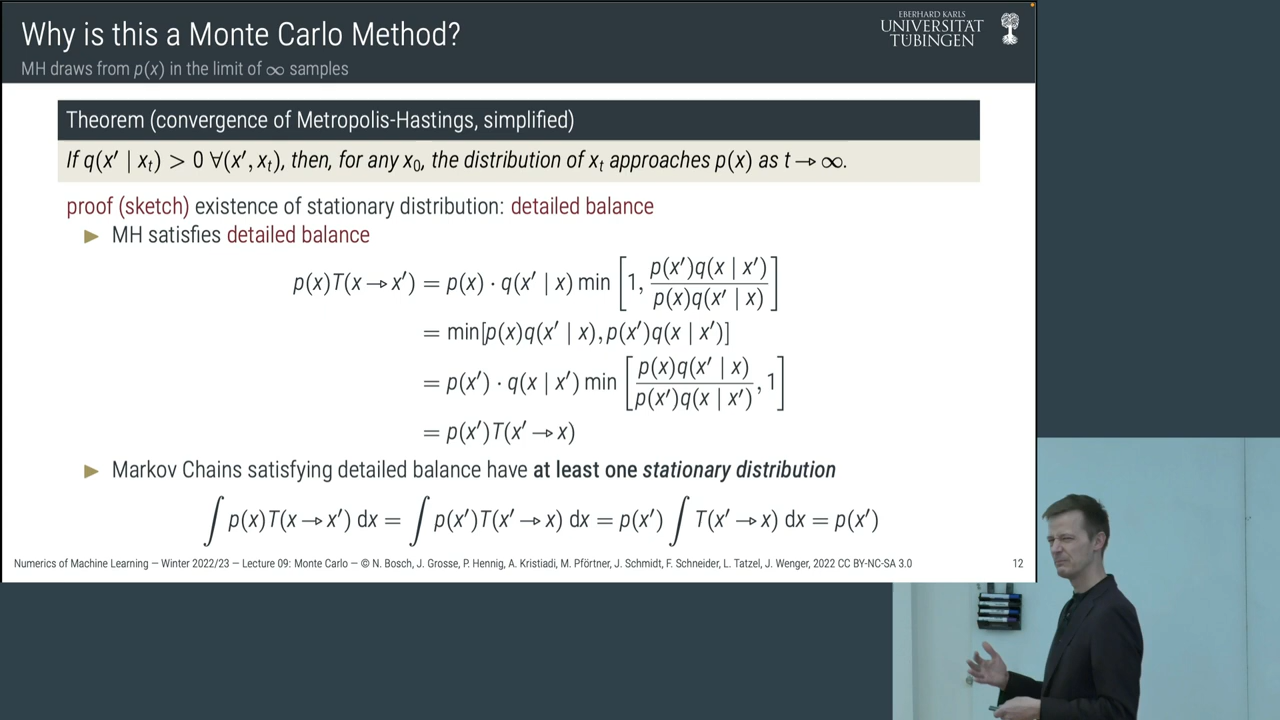 Why is this a Monte Carlo Method?
MH draws from p(x) in the limit of ∞ samples
EBERHARD KARLS
UNIVERSITÄT
TÜBINGEN
Theorem (convergence of Metropolis-Hastings, simplified)
If q(x′ | x_t) > 0 ∀(x′, x_t), then, for any x_0, the distribution of x_t approaches p(x) as t → ∞.
proof (sketch) existence of stationary distribution: detailed balance
▶ MH satisfies detailed balance
p(x)T(x → x′) = p(x) · q(x′ | x) min [1, p(x′)q(x | x′) / p(x)q(x′ | x)]
= min[p(x)q(x′ | x), p(x′)q(x | x′)]
= p(x′) · q(x | x′) min [p(x)q(x′ | x) / p(x′)q(x | x′), 1]
= p(x′)T(x′ → x)
▶ Markov Chains satisfying detailed balance have at least one stationary distribution
∫ p(x)T(x → x′) dx = ∫ p(x′)T(x′ → x) dx = p(x′) ∫ T(x′ → x) dx = p(x′)
Numerics of Machine Learning — Winter 2022/23 — Lecture 09: Monte Carlo — © N. Bosch, J. Grosse, P. Hennig, A. Kristiadi, M. Pförtner, J. Schmidt, F. Schneider, L. Tatzel, J. Wenger, 2022 CC BY-NC-SA 3.0
12